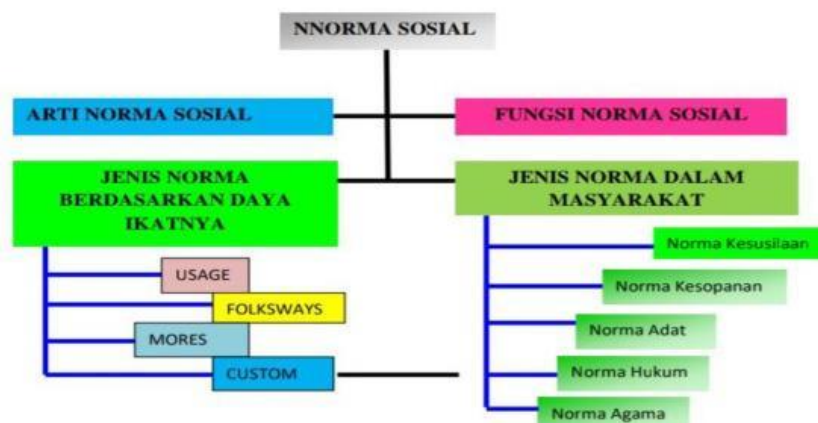 NNORMA SOSIAL
ARTI NORMA SOSIAL
FUNGSI NORMA SOSIAL
JENIS NORMA
BERDASARKAN DAYA
IKATNYA
JENIS NORMA DALAM
MASYARAKAT
USAGE
FOLKSWAYS
MORES
CUSTOM
Norma Kesusilaan
Norma Kesopanan
Norma Adat
Norma Hukum
Norma Agama